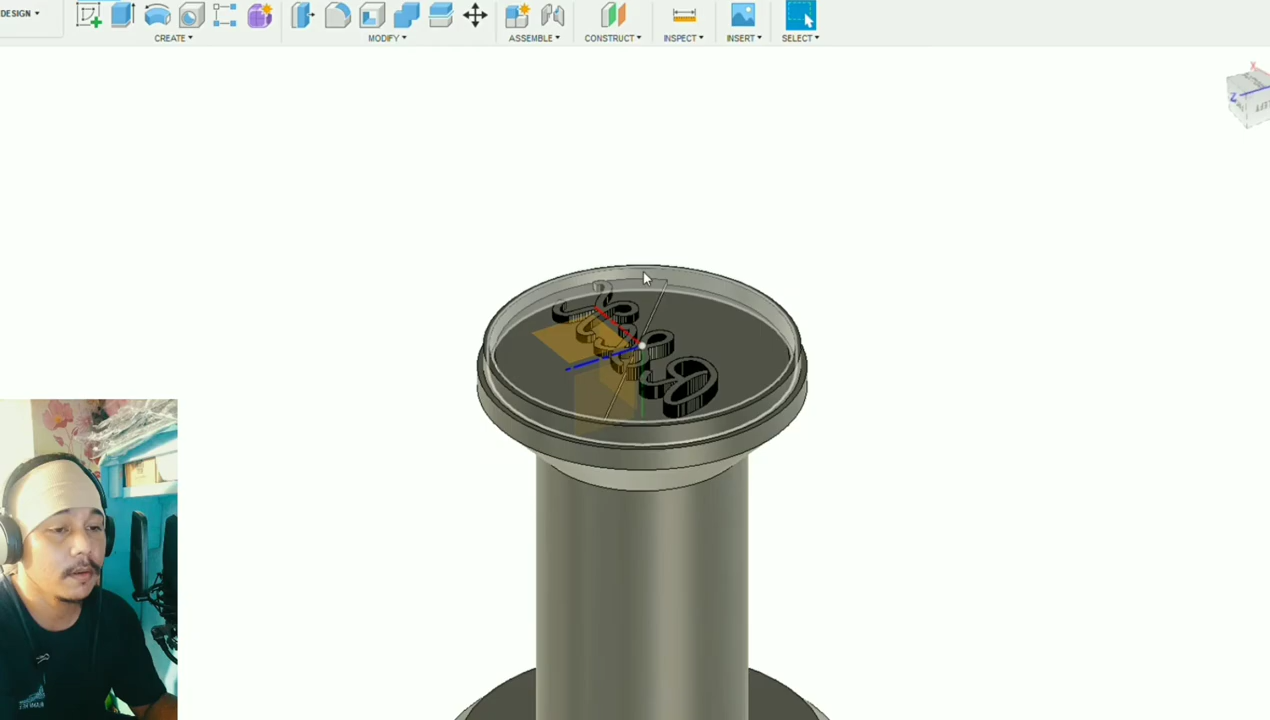 DESIGN ▾
CREATE ▾
MODIFY ▾
ASSEMBLE ▾
CONSTRUCT ▾
INSPECT ▾
INSERT ▾
SELECT ▾
X
Z